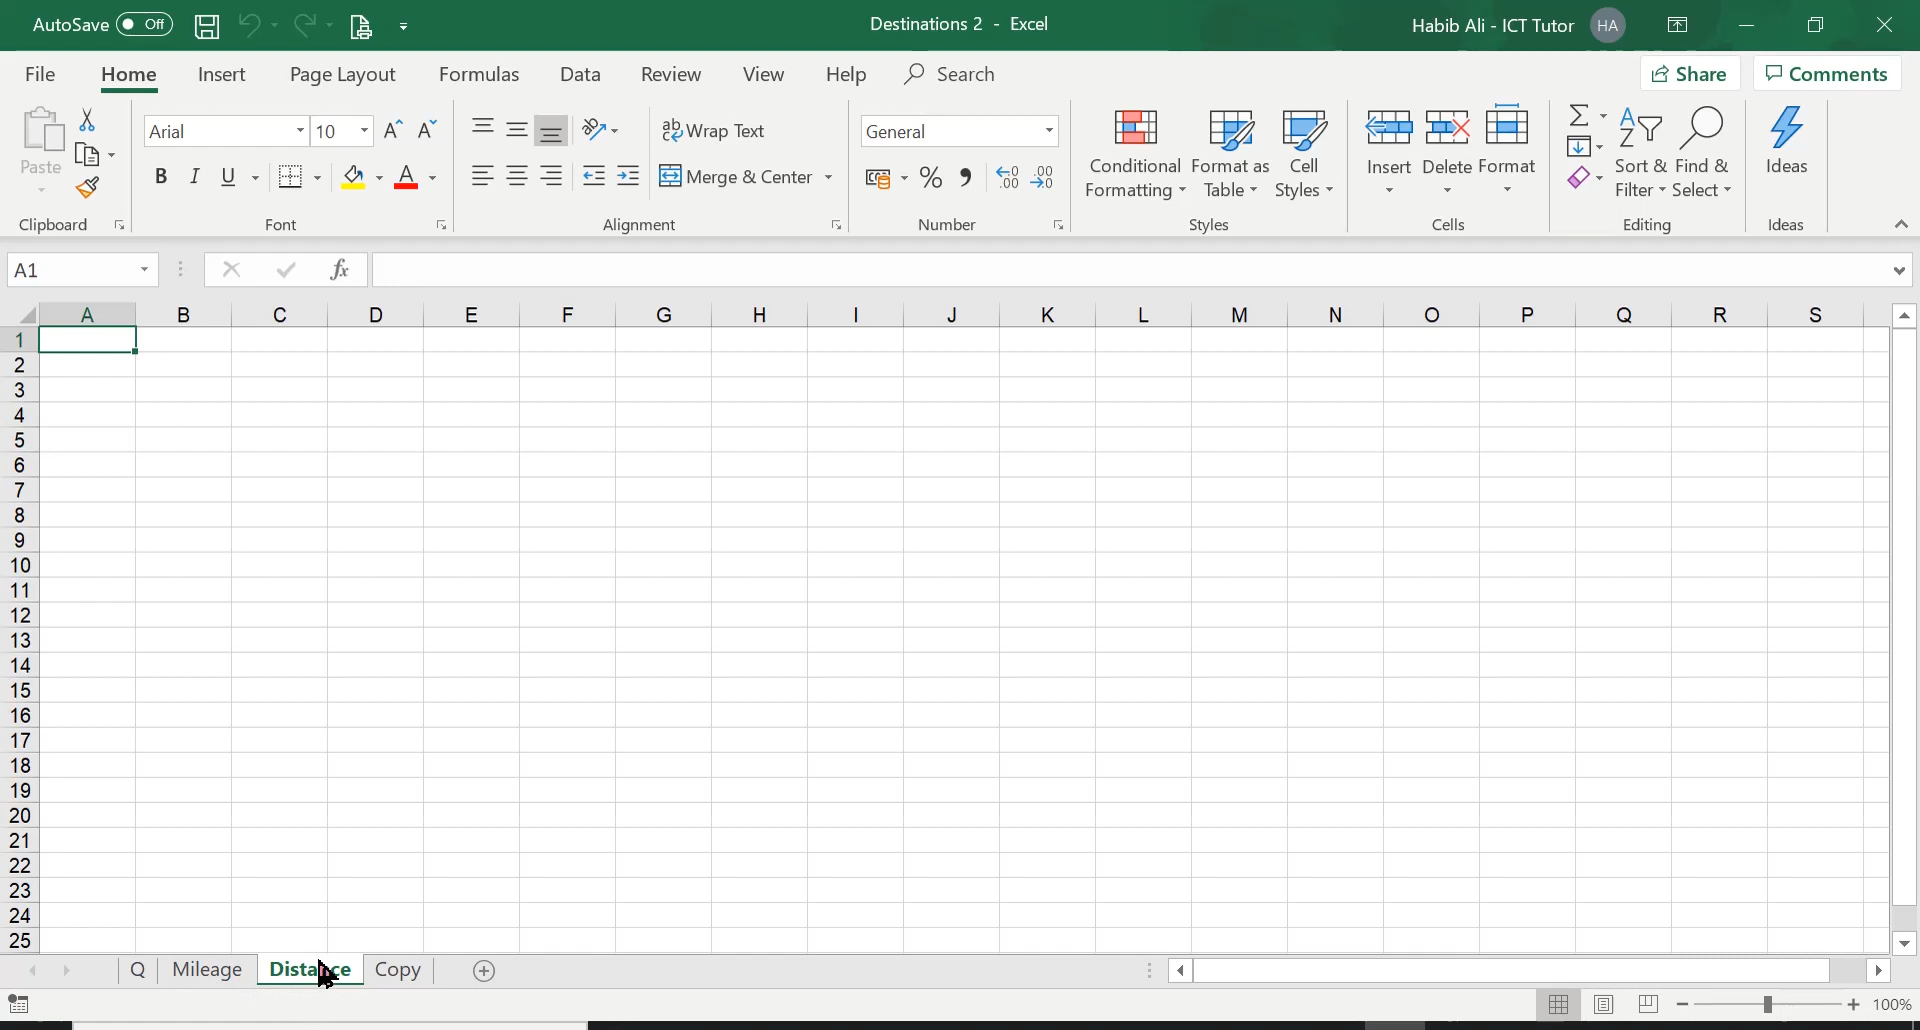 AutoSave Off Destinations 2 - Excel Habib Ali - ICT Tutor HA
File Home Insert Page Layout Formulas Data Review View Help Search Share Comments
Paste
Clipboard
Arial 10 A A
B I U A
Font
ab Wrap Text
Merge & Center
Alignment
General
% , .00 .00
Number
Conditional Formatting
Format as Table
Cell Styles
Styles
Insert Delete Format
Cells
Sort & Filter
Find & Select
Editing
Ideas
Ideas
A1 fx
A B C D E F G H I J K L M N O P Q R S
1
2
3
4
5
6
7
8
9
10
11
12
13
14
15
16
17
18
19
20
21
22
23
24
25
Q Mileage Distance Copy
100%